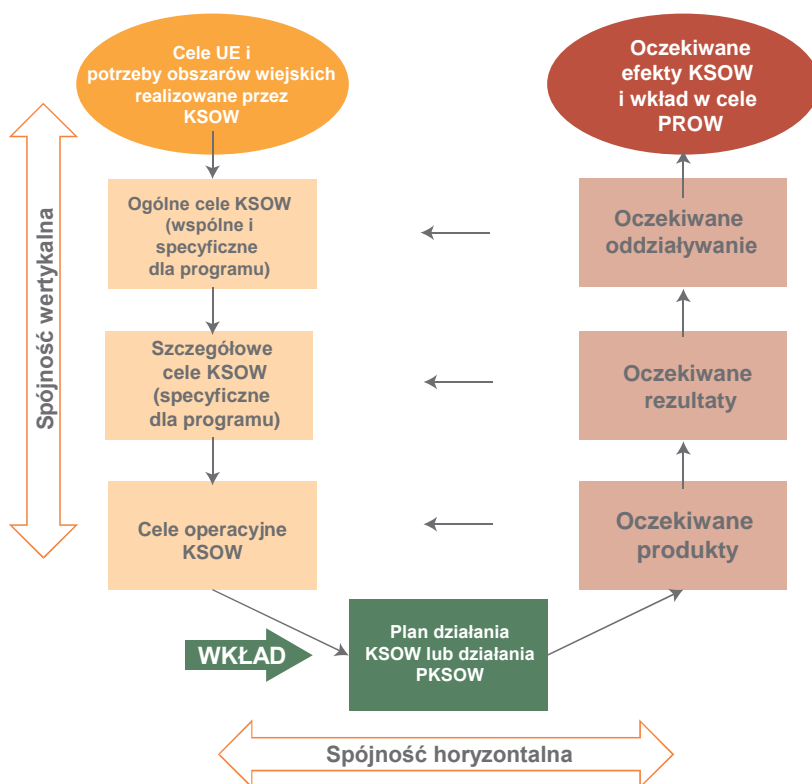 Cele UE i
potrzeby obszarów wiejskich
realizowane przez
KSOW
Oczekiwane
efekty KSOW
i wkład w cele
PROW
Spójność wertykalna
Ogólne cele KSOW
(wspólne i
specyficzne
dla programu)
Oczekiwane
oddziaływanie
Szczegółowe
cele KSOW
(specyficzne
dla programu)
Oczekiwane
rezultaty
Cele operacyjne
KSOW
Oczekiwane
produkty
WKŁAD
Plan działania
KSOW lub działania
PKSOW
Spójność horyzontalna